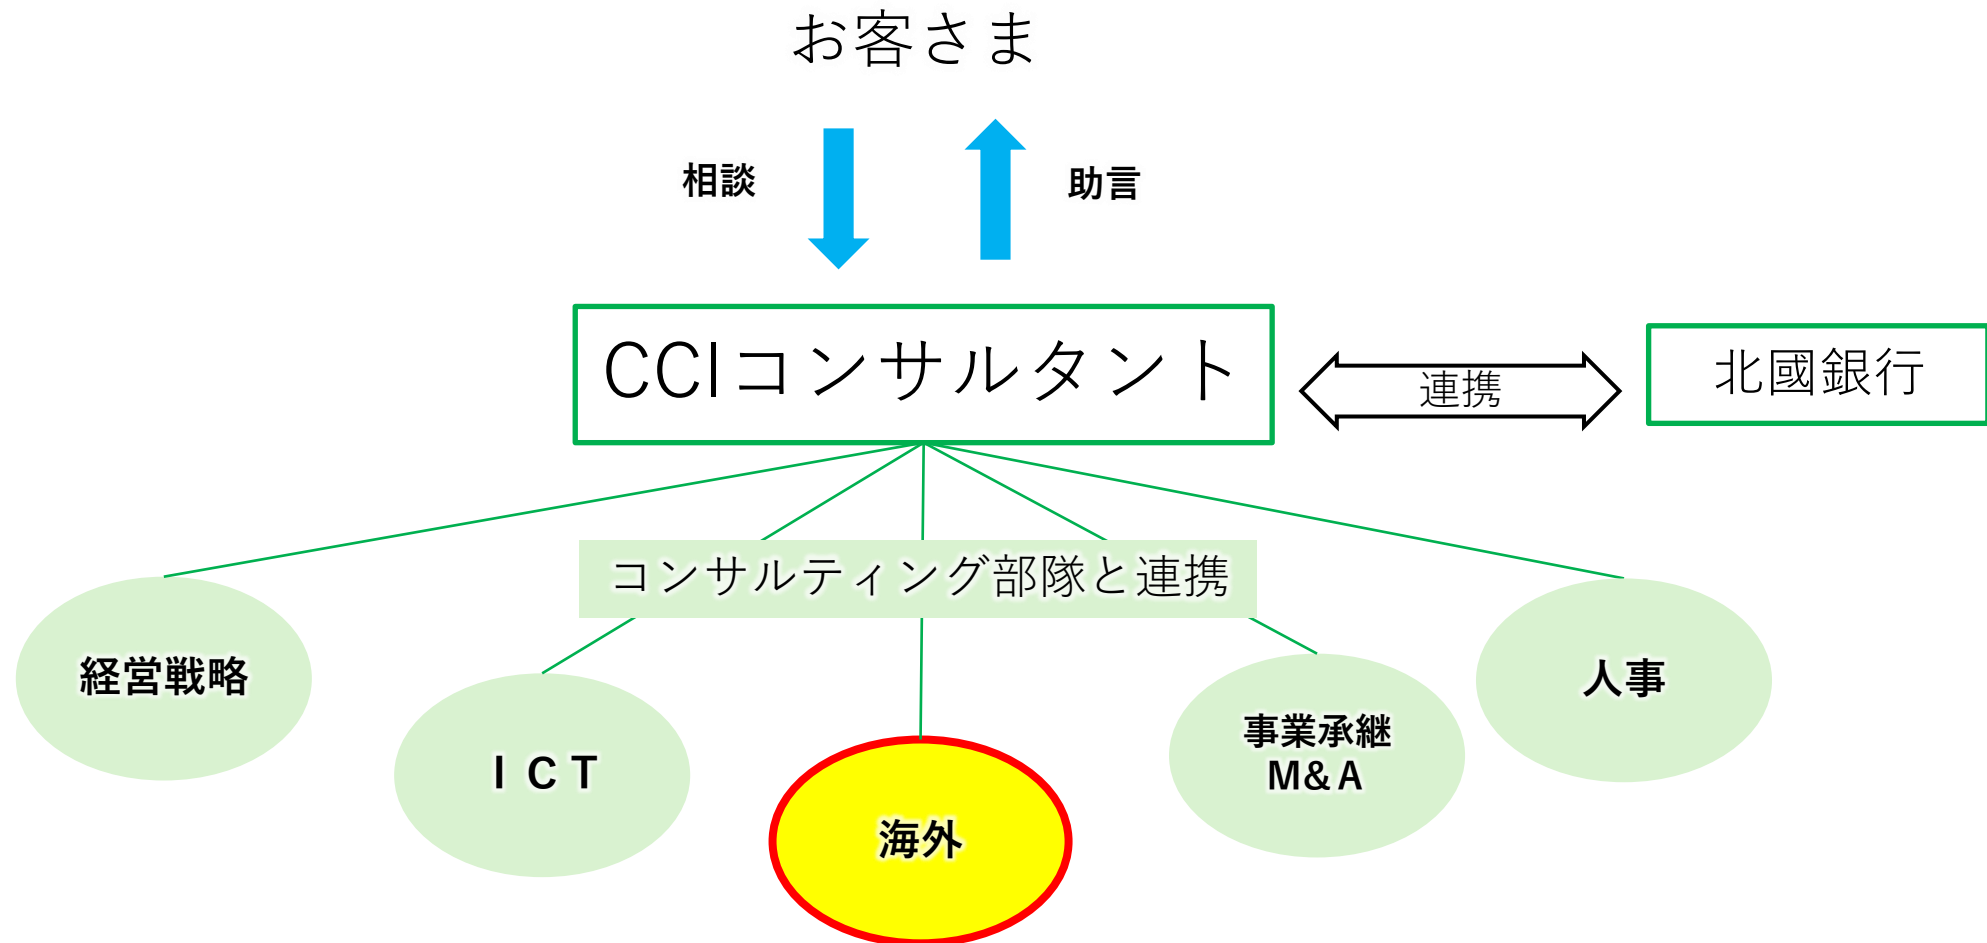 お客さま
相談
助言
CCIコンサルタント
連携
北國銀行
コンサルティング部隊と連携
経営戦略
ＩＣＴ
海外
事業承継
M&A
人事